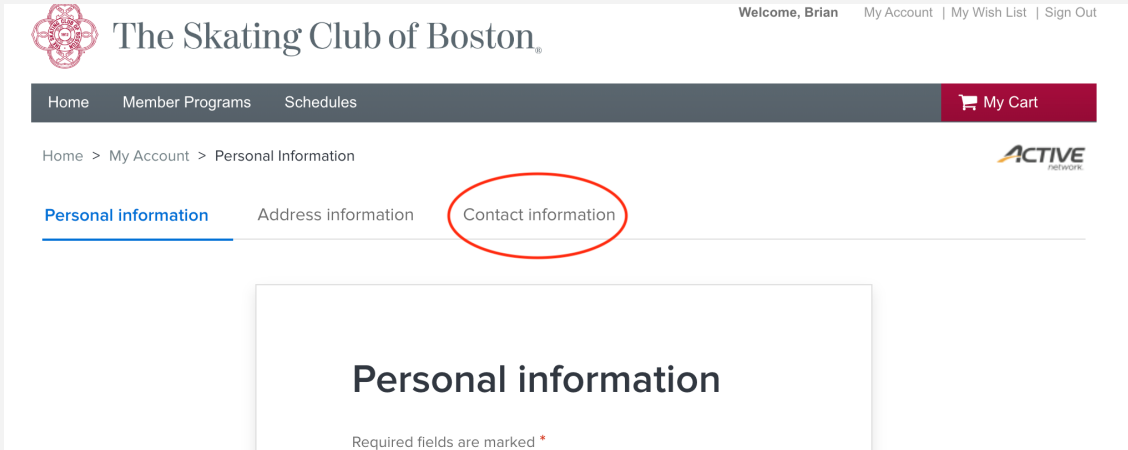 Welcome, Brian My Account | My Wish List | Sign Out
The Skating Club of Boston®
Home Member Programs Schedules My Cart
Home > My Account > Personal Information
ACTIVE
network.
Personal information Address information Contact information
Personal information
Required fields are marked *